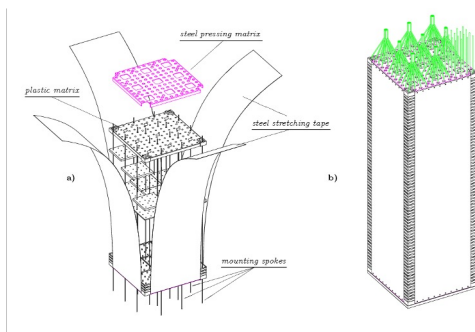 steel pressing matrix
plastic matrix
steel stretching tape
a)
b)
mounting spokes